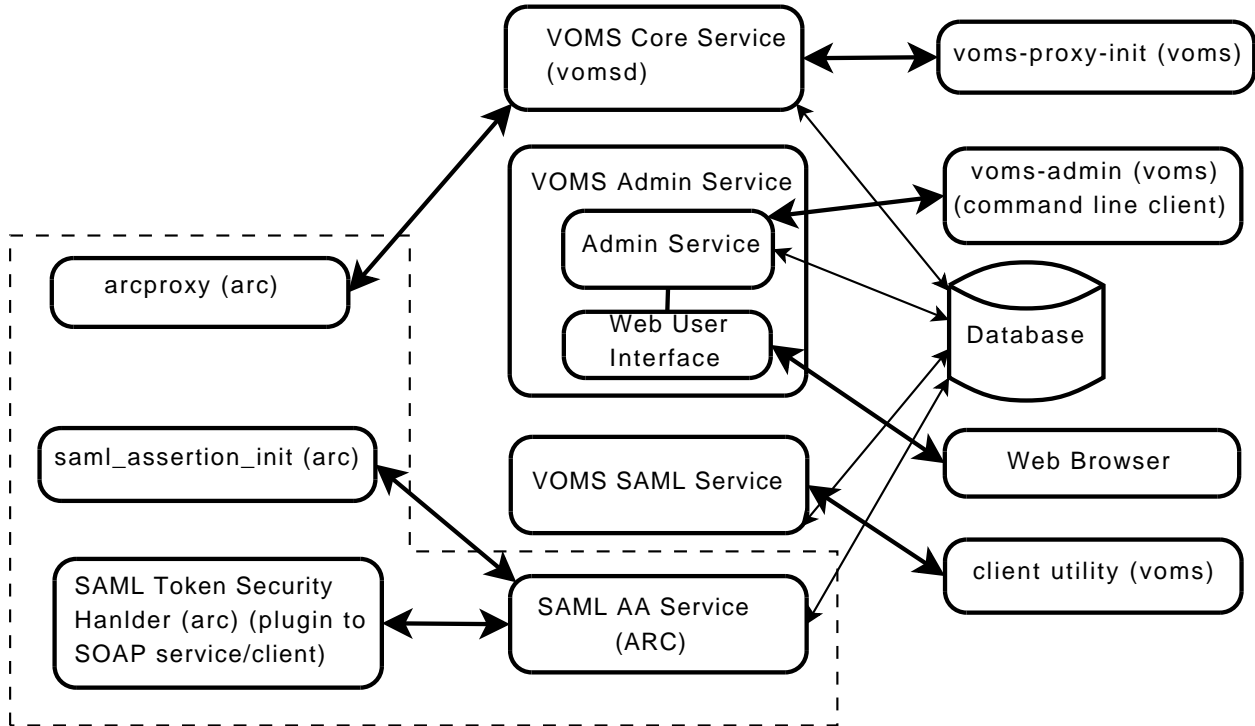 VOMS Core Service
(vomsd)
voms-proxy-init (voms)
VOMS Admin Service
voms-admin (voms)
(command line client)
Admin Service
arcproxy (arc)
Web User
Interface
Database
saml_assertion_init (arc)
VOMS SAML Service
Web Browser
SAML Token Security
Hanlder (arc) (plugin to
SOAP service/client)
SAML AA Service
(ARC)
client utility (voms)